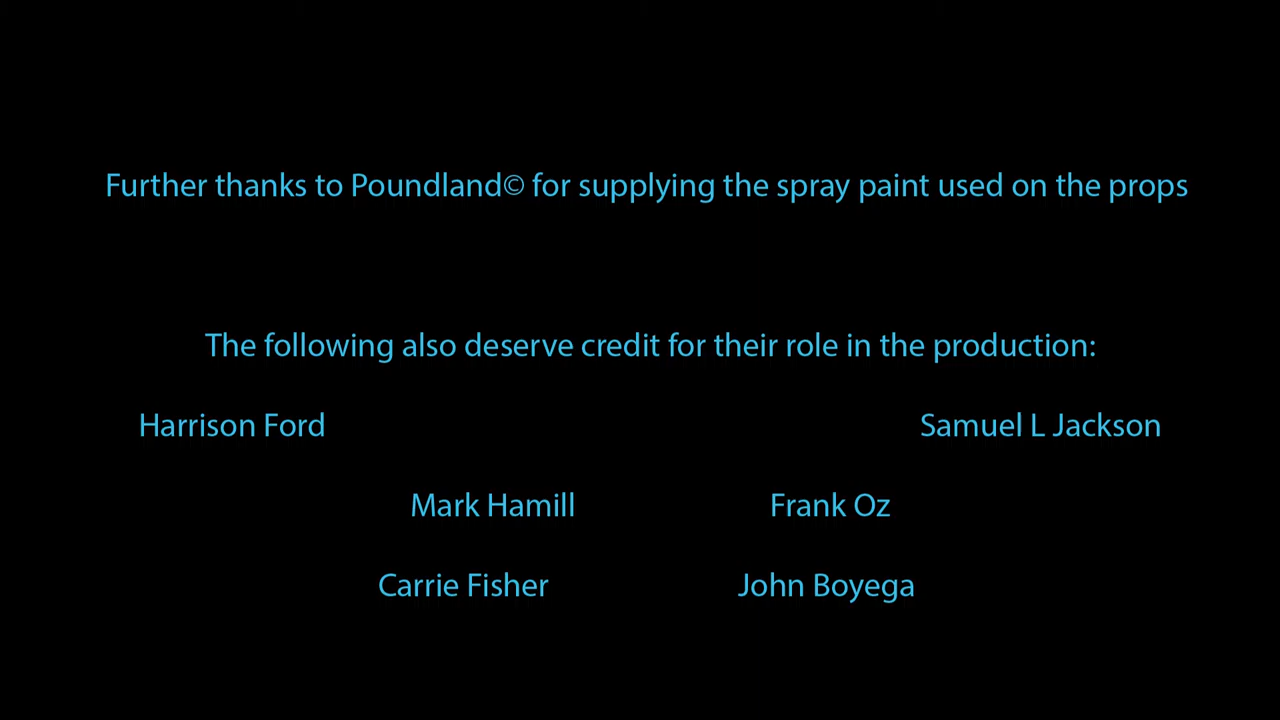 Further thanks to Poundland© for supplying the spray paint used on the props
The following also deserve credit for their role in the production:
Harrison Ford Samuel L Jackson
Mark Hamill Frank Oz
Carrie Fisher John Boyega